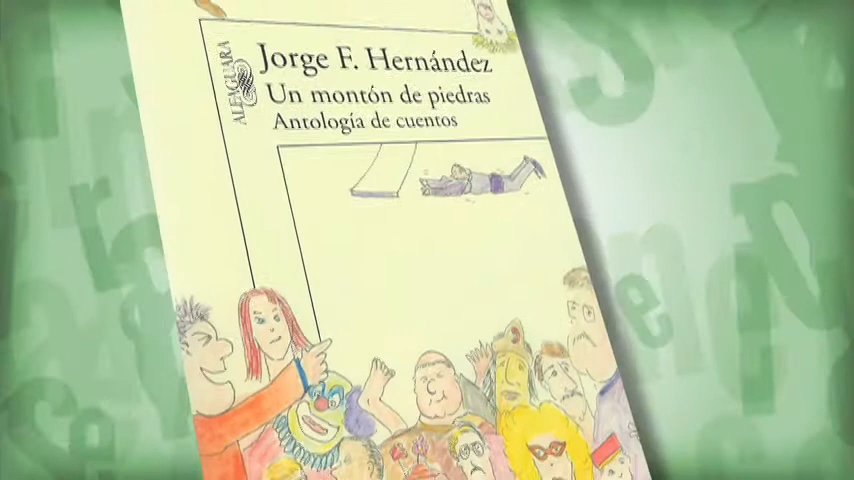 ALFAGUARA
Jorge F. Hernández
Un montón de piedras
Antología de cuentos